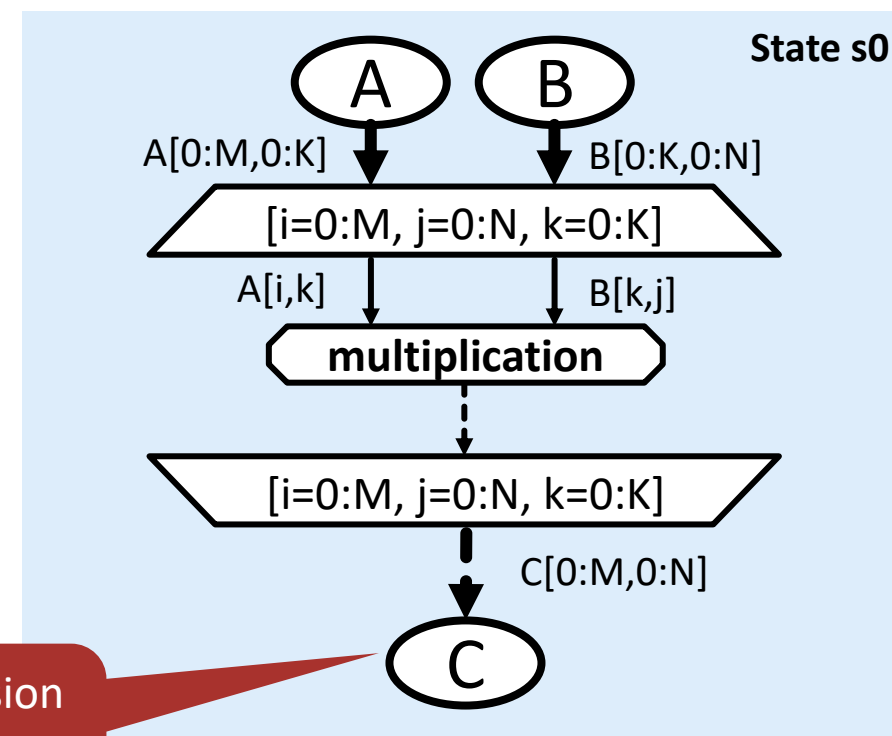 State s0
A B
A[0:M,0:K] B[0:K,0:N]
[i=0:M, j=0:N, k=0:K]
A[i,k] B[k,j]
multiplication
[i=0:M, j=0:N, k=0:K]
C[0:M,0:N]
C